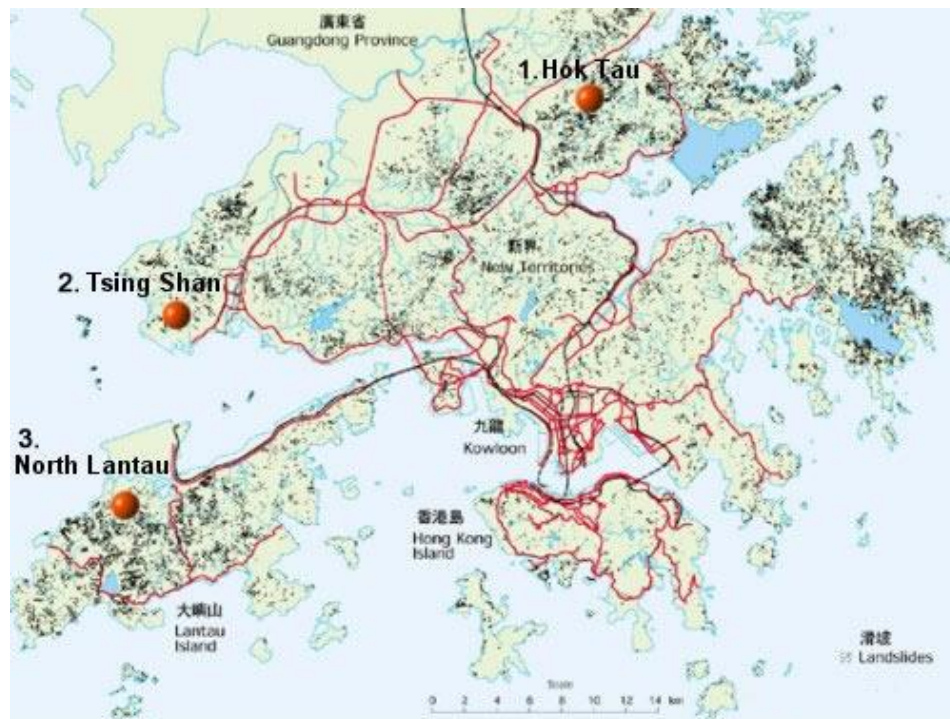 廣東省
Guangdong Province
1. Hok Tau
新界
New Territories
2. Tsing Shan
九龍
Kowloon
3.
North Lantau
香港島
Hong Kong
Island
大嶼山
Lantau
Island
滑坡
Landslides
Scale
0 2 4 6 8 10 12 14 km